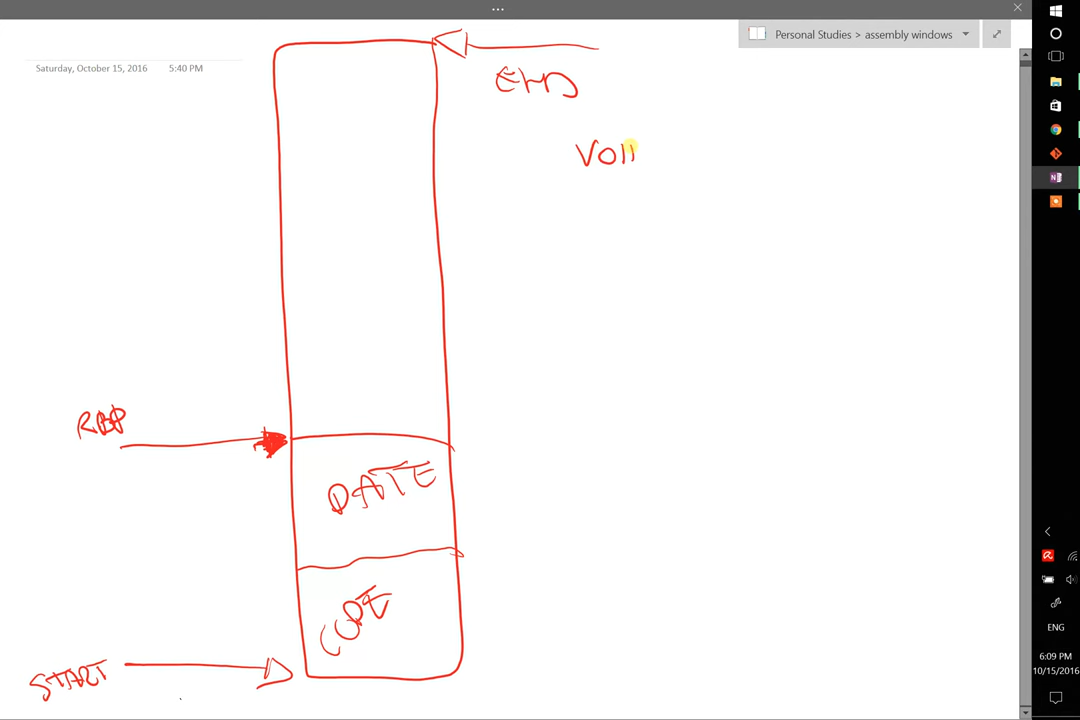 ...
Personal Studies > assembly windows
Saturday, October 15, 2016 5:40 PM
END
VOII
RBP
DATE
CODE
START
ENG
6:09 PM
10/15/2016